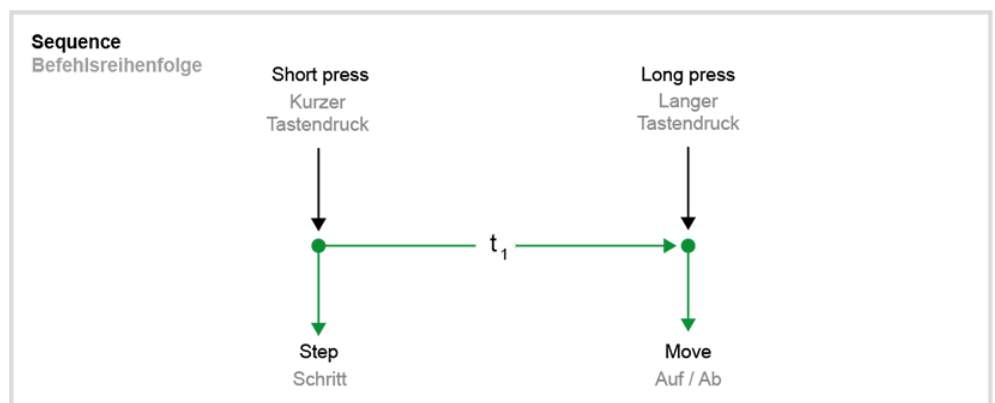 Sequence
Befehlsreihenfolge
Short press
Kurzer
Tastendruck
Long press
Langer
Tastendruck
t1
Step
Schritt
Move
Auf / Ab